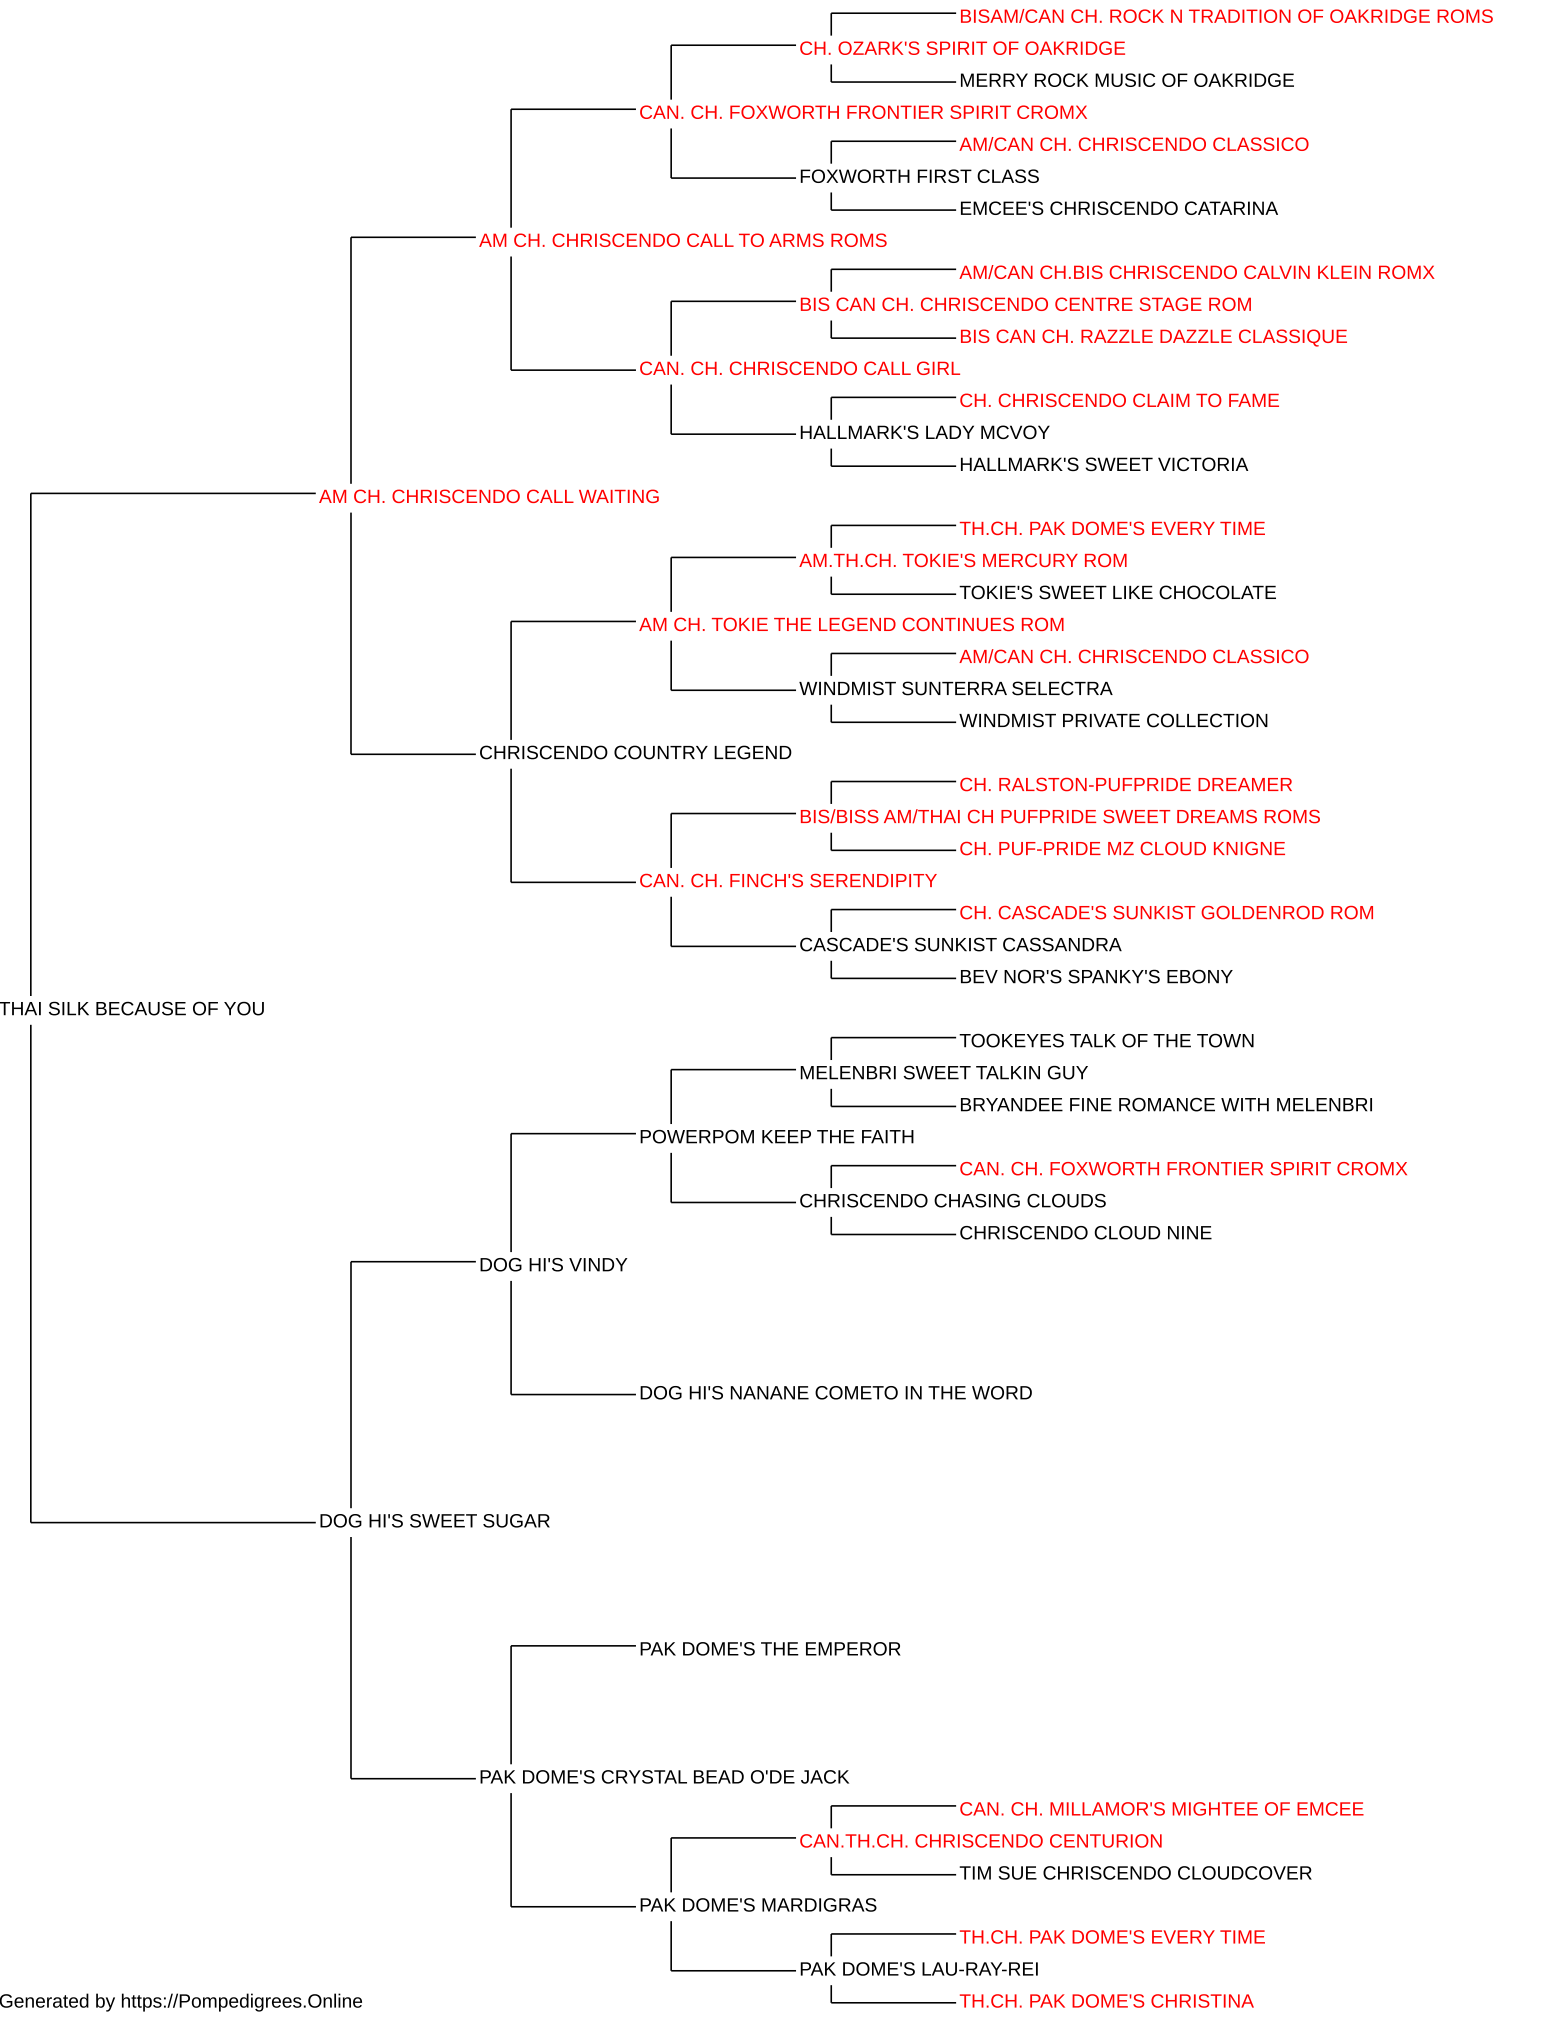 BISAM/CAN CH. ROCK N TRADITION OF OAKRIDGE ROMS
CH. OZARK'S SPIRIT OF OAKRIDGE
MERRY ROCK MUSIC OF OAKRIDGE
CAN. CH. FOXWORTH FRONTIER SPIRIT CROMX
AM/CAN CH. CHRISCENDO CLASSICO
FOXWORTH FIRST CLASS
EMCEE'S CHRISCENDO CATARINA
AM CH. CHRISCENDO CALL TO ARMS ROMS
AM/CAN CH.BIS CHRISCENDO CALVIN KLEIN ROMX
BIS CAN CH. CHRISCENDO CENTRE STAGE ROM
BIS CAN CH. RAZZLE DAZZLE CLASSIQUE
CAN. CH. CHRISCENDO CALL GIRL
CH. CHRISCENDO CLAIM TO FAME
HALLMARK'S LADY MCVOY
HALLMARK'S SWEET VICTORIA
AM CH. CHRISCENDO CALL WAITING
TH.CH. PAK DOME'S EVERY TIME
AM.TH.CH. TOKIE'S MERCURY ROM
TOKIE'S SWEET LIKE CHOCOLATE
AM CH. TOKIE THE LEGEND CONTINUES ROM
AM/CAN CH. CHRISCENDO CLASSICO
WINDMIST SUNTERRA SELECTRA
WINDMIST PRIVATE COLLECTION
CHRISCENDO COUNTRY LEGEND
CH. RALSTON-PUFPRIDE DREAMER
BIS/BISS AM/THAI CH PUFPRIDE SWEET DREAMS ROMS
CH. PUF-PRIDE MZ CLOUD KNIGNE
CAN. CH. FINCH'S SERENDIPITY
CH. CASCADE'S SUNKIST GOLDENROD ROM
CASCADE'S SUNKIST CASSANDRA
BEV NOR'S SPANKY'S EBONY
THAI SILK BECAUSE OF YOU
TOOKEYES TALK OF THE TOWN
MELENBRI SWEET TALKIN GUY
BRYANDEE FINE ROMANCE WITH MELENBRI
POWERPOM KEEP THE FAITH
CAN. CH. FOXWORTH FRONTIER SPIRIT CROMX
CHRISCENDO CHASING CLOUDS
CHRISCENDO CLOUD NINE
DOG HI'S VINDY
DOG HI'S NANANE COMETO IN THE WORD
DOG HI'S SWEET SUGAR
PAK DOME'S THE EMPEROR
PAK DOME'S CRYSTAL BEAD O'DE JACK
CAN. CH. MILLAMOR'S MIGHTEE OF EMCEE
CAN.TH.CH. CHRISCENDO CENTURION
TIM SUE CHRISCENDO CLOUDCOVER
PAK DOME'S MARDIGRAS
TH.CH. PAK DOME'S EVERY TIME
PAK DOME'S LAU-RAY-REI
TH.CH. PAK DOME'S CHRISTINA
Generated by https://Pompedigrees.Online